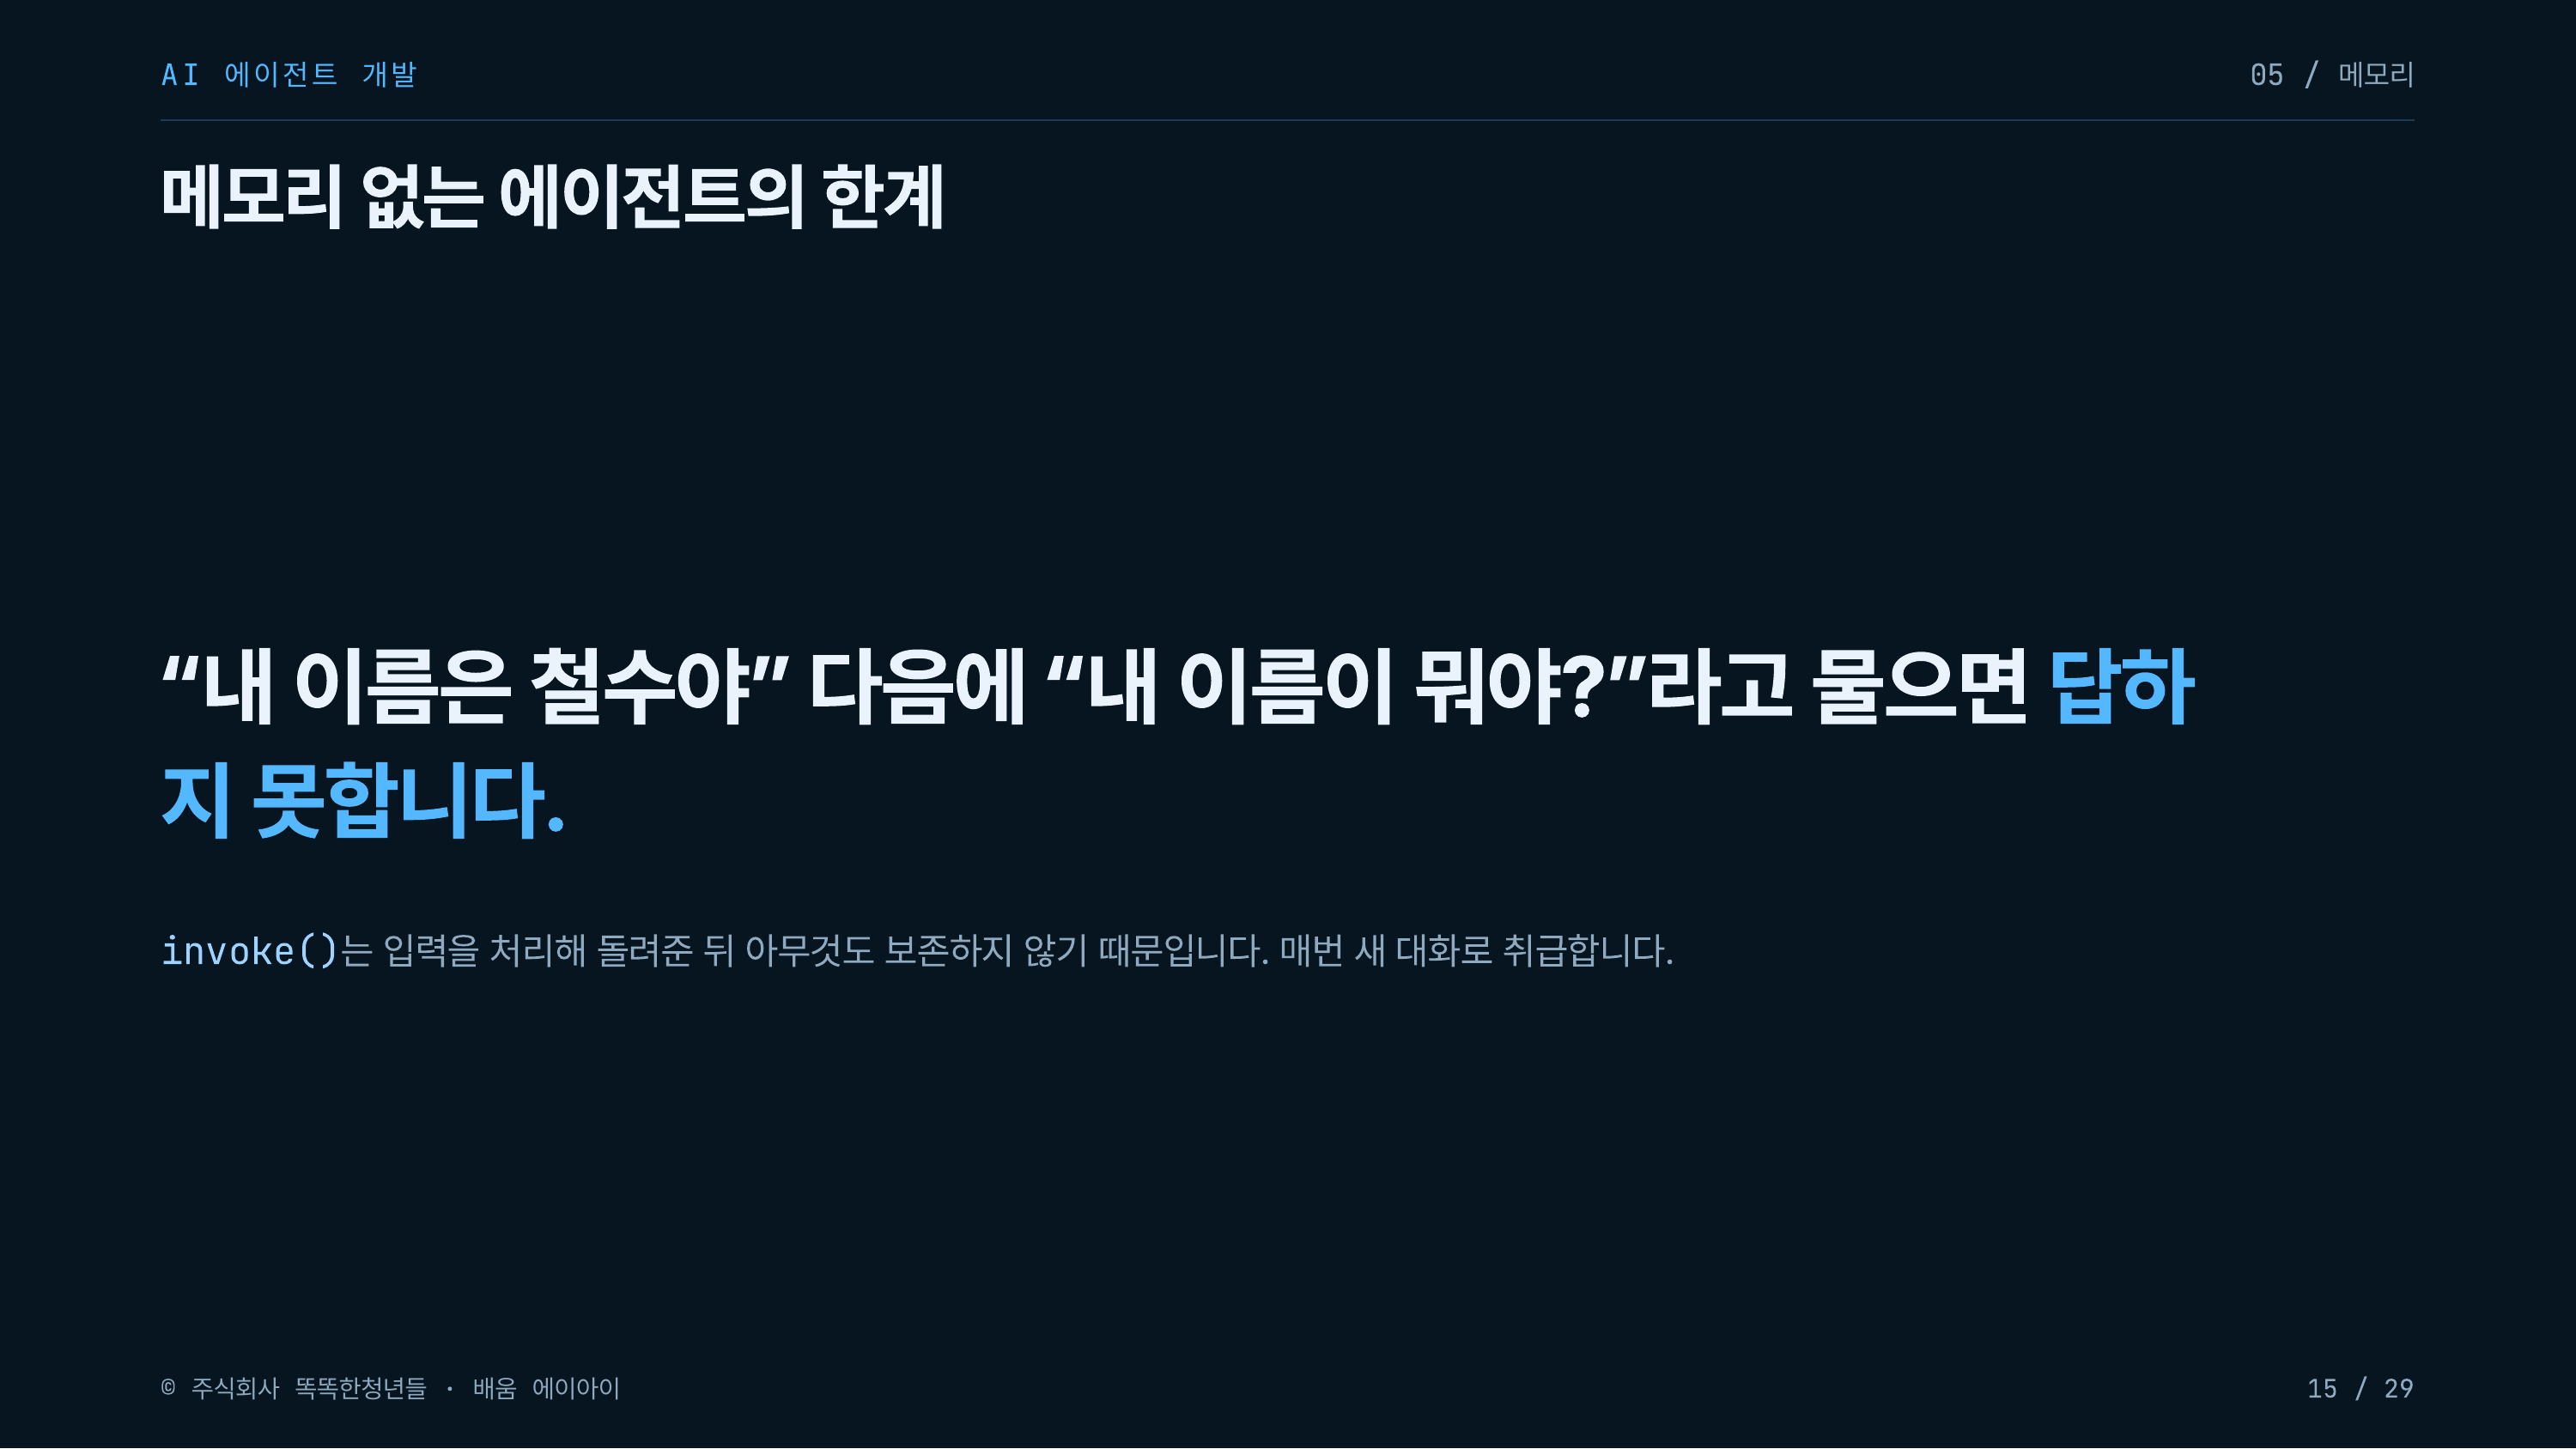 AI 에이전트 개발
05 / 메모리
메모리 없는 에이전트의 한계
“내 이름은 철수야” 다음에 “내 이름이 뭐야?”라고 물으면 답하
지 못합니다.
invoke()는 입력을 처리해 돌려준 뒤 아무것도 보존하지 않기 때문입니다. 매번 새 대화로 취급합니다.
© 주식회사 똑똑한청년들 · 배움 에이아이
15 / 29